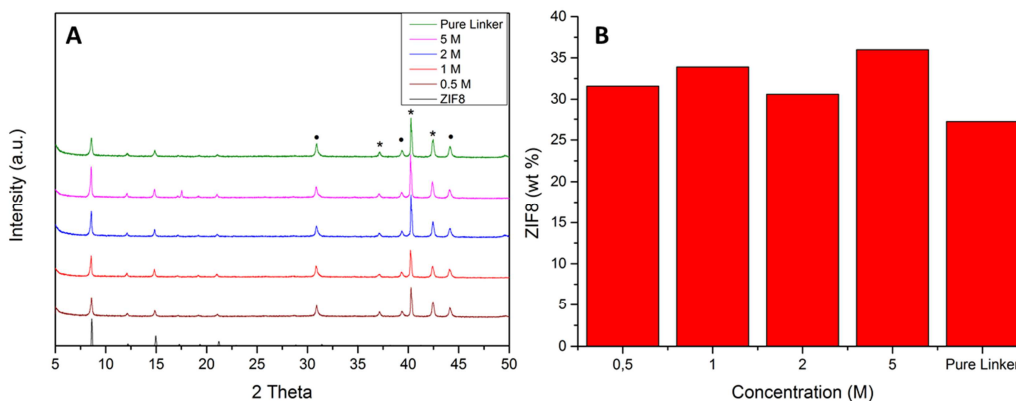 A
Pure Linker
5 M
2 M
1 M
0.5 M
ZIF8
Intensity (a.u.)
* * * • • •
5 10 15 20 25 30 35 40 45 50
2 Theta
B
40
35
30
25
20
15
10
5
0
ZIF8 (wt %)
0,5 1 2 5 Pure Linker
Concentration (M)